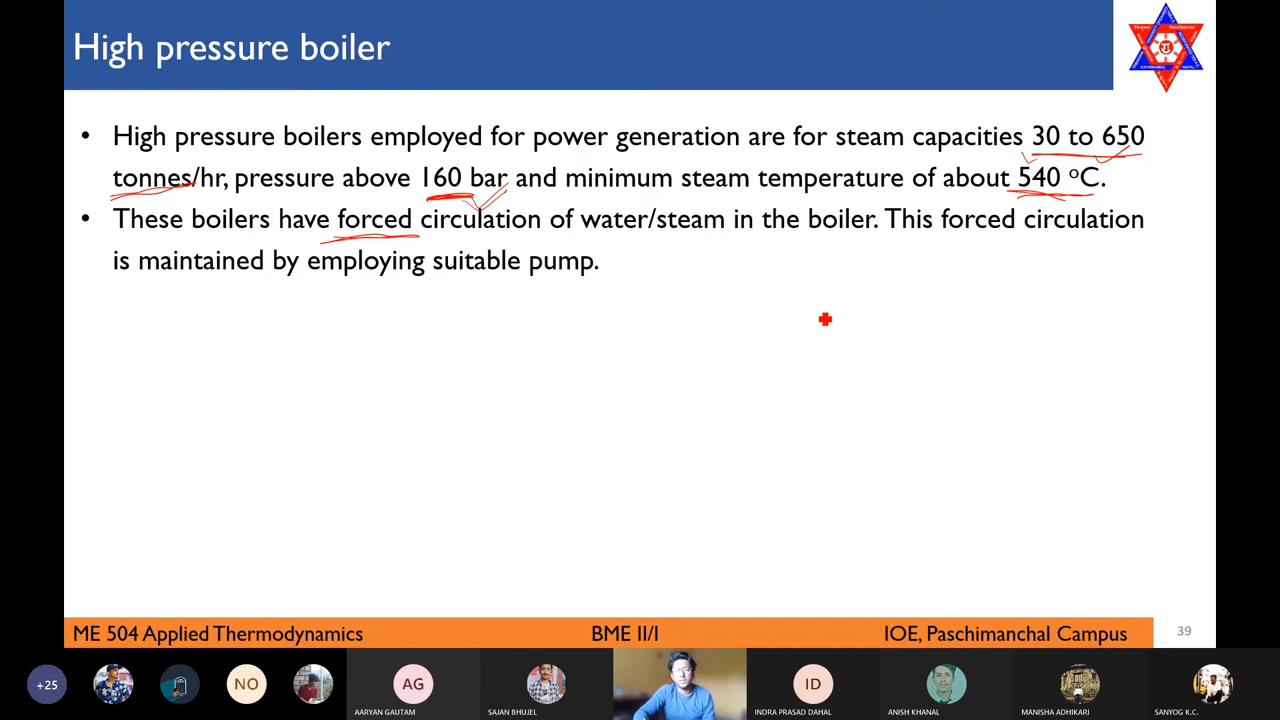 High pressure boiler
• High pressure boilers employed for power generation are for steam capacities 30 to 650
tonnes/hr, pressure above 160 bar and minimum steam temperature of about 540 °C.
• These boilers have forced circulation of water/steam in the boiler. This forced circulation
is maintained by employing suitable pump.
ME 504 Applied Thermodynamics
BME II/I
IOE, Paschimanchal Campus
39
+25
NO
AG
ID
AARYAN GAUTAM
SAJAN BHUJEL
INDRA PRASAD DAHAL
ANISH KHANAL
MANISHA ADHIKARI
SANYOG K.C.